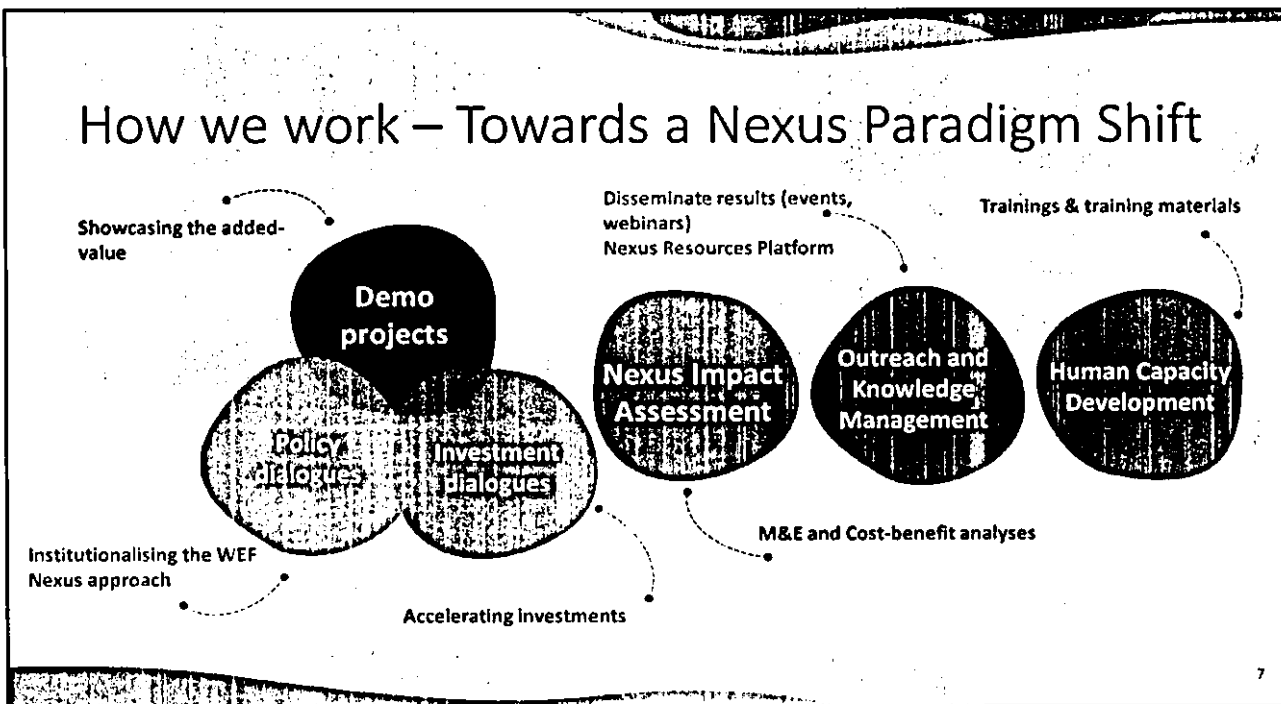 How we work – Towards a Nexus Paradigm Shift
Showcasing the added-
value
Demo
projects
Policy
dialogues
Investment
dialogues
Institutionalising the WEF
Nexus approach
Accelerating investments
Disseminate results (events,
webinars)
Nexus Resources Platform
Nexus Impact
Assessment
M&E and Cost-benefit analyses
Outreach and
Knowledge
Management
Trainings & training materials
Human Capacity
Development
7